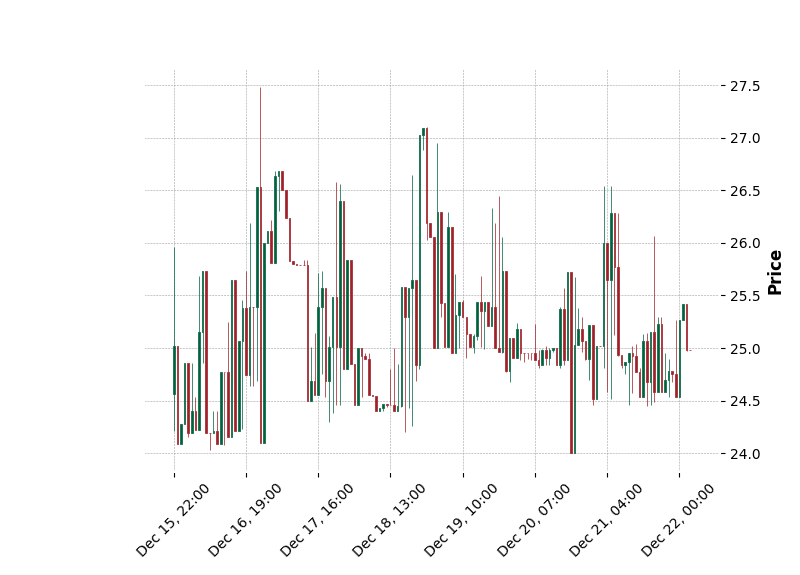 27.5
27.0
26.5
26.0
25.5
25.0
24.5
24.0
Price
Dec 15, 22:00
Dec 16, 19:00
Dec 17, 16:00
Dec 18, 13:00
Dec 19, 10:00
Dec 20, 07:00
Dec 21, 04:00
Dec 22, 00:00